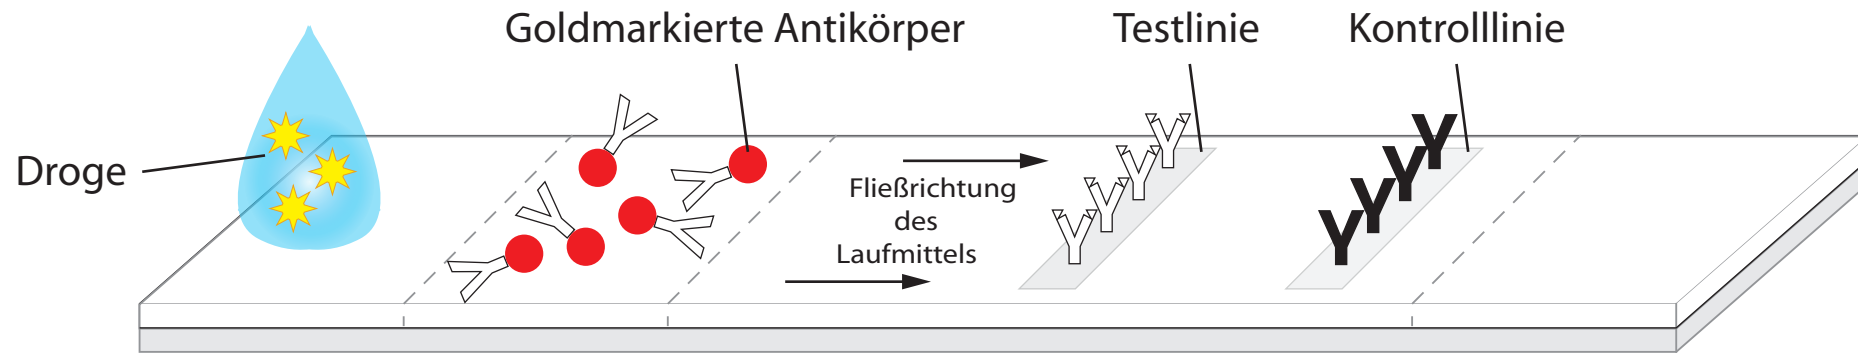 Goldmarkierte Antikörper
Testlinie
Kontrolllinie
Droge
Fließrichtung
des
Laufmittels